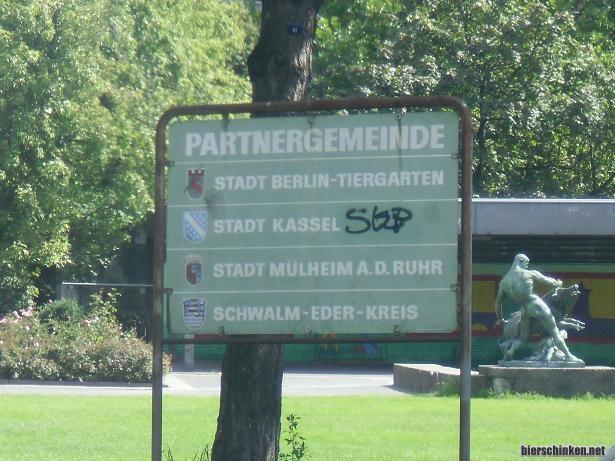 PARTNERGEMEINDE
STADT BERLIN-TIERGARTEN
STADT KASSEL
STADT MÜLHEIM A.D. RUHR
SCHWALM-EDER-KREIS
bierschinken.net